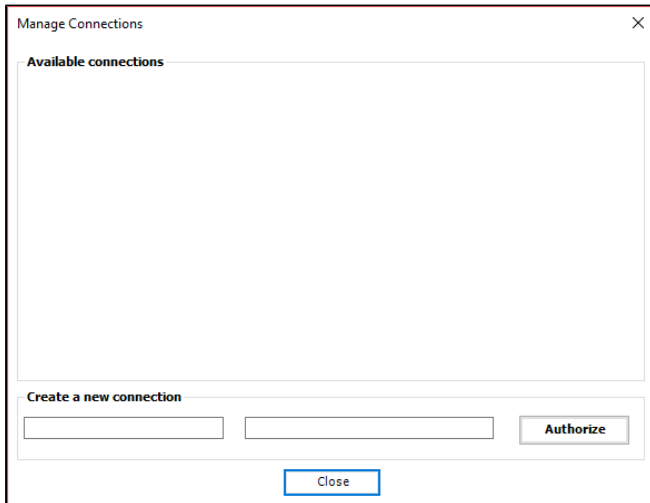 Manage Connections
Available connections
Create a new connection
Authorize
Close